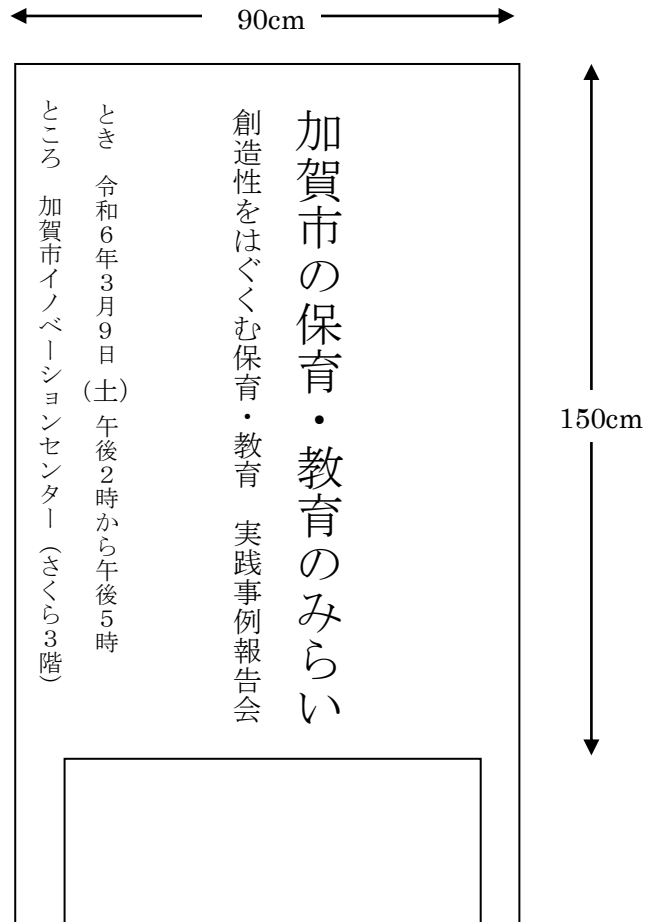 90cm
加賀市の保育・教育のみらい
創造性をはぐくむ保育・教育　実践事例報告会
とき　令和６年３月９日（土）午後２時から午後５時
ところ　加賀市イノベーションセンター（さくら３階）
150cm